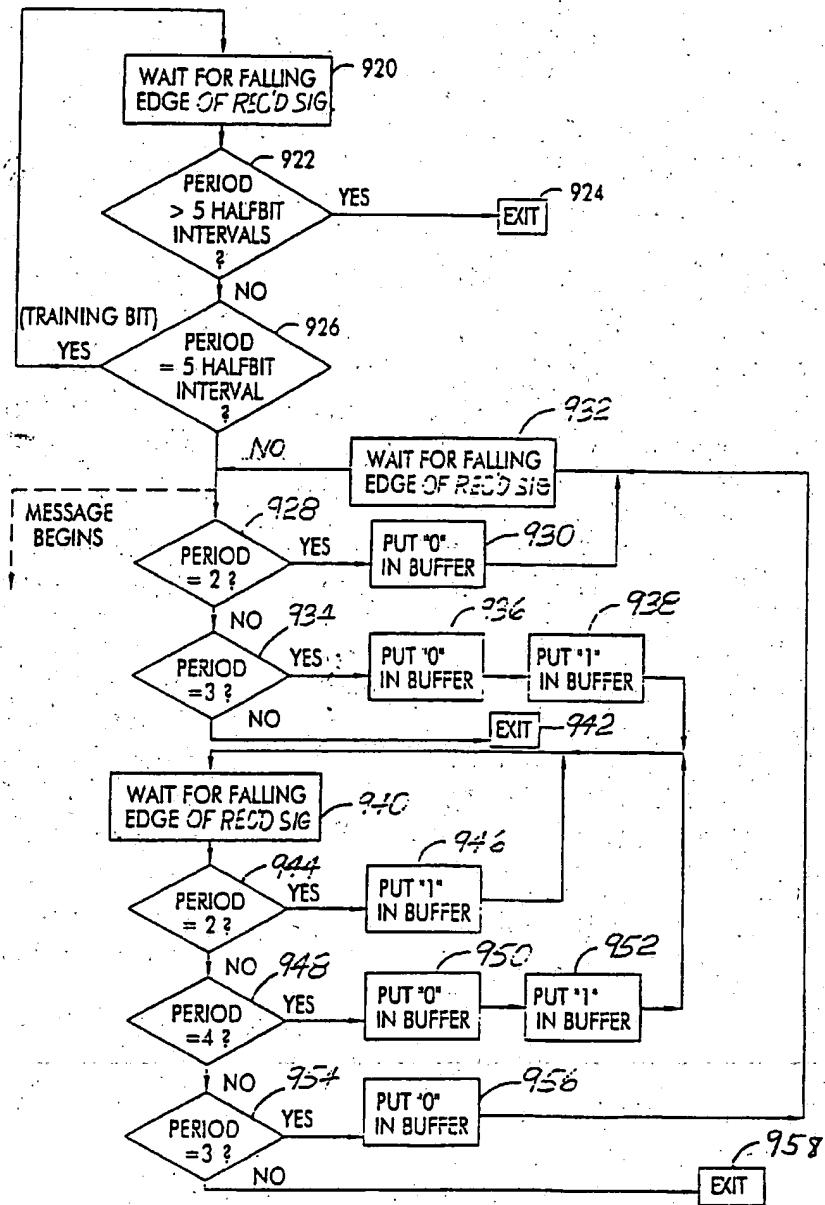 WAIT FOR FALLING
EDGE OF REC'D SIG
920
PERIOD
> 5 HALFBIT
INTERVALS
?
922
YES
EXIT
924
NO
(TRAINING BIT)
YES
PERIOD
= 5 HALFBIT
INTERVAL
?
926
NO
WAIT FOR FALLING
EDGE OF REC'D SIG
932
MESSAGE
BEGINS
PERIOD
= 2 ?
928
YES
PUT "0"
IN BUFFER
930
NO
PERIOD
=3 ?
934
YES
PUT "0"
IN BUFFER
936
PUT "1"
IN BUFFER
938
NO
EXIT
942
WAIT FOR FALLING
EDGE OF REC'D SIG
940
PERIOD
= 2 ?
944
YES
PUT "1"
IN BUFFER
946
NO
PERIOD
=4 ?
948
YES
PUT "0"
IN BUFFER
950
PUT "1"
IN BUFFER
952
NO
PERIOD
=3 ?
954
YES
PUT "0"
IN BUFFER
956
NO
EXIT
958